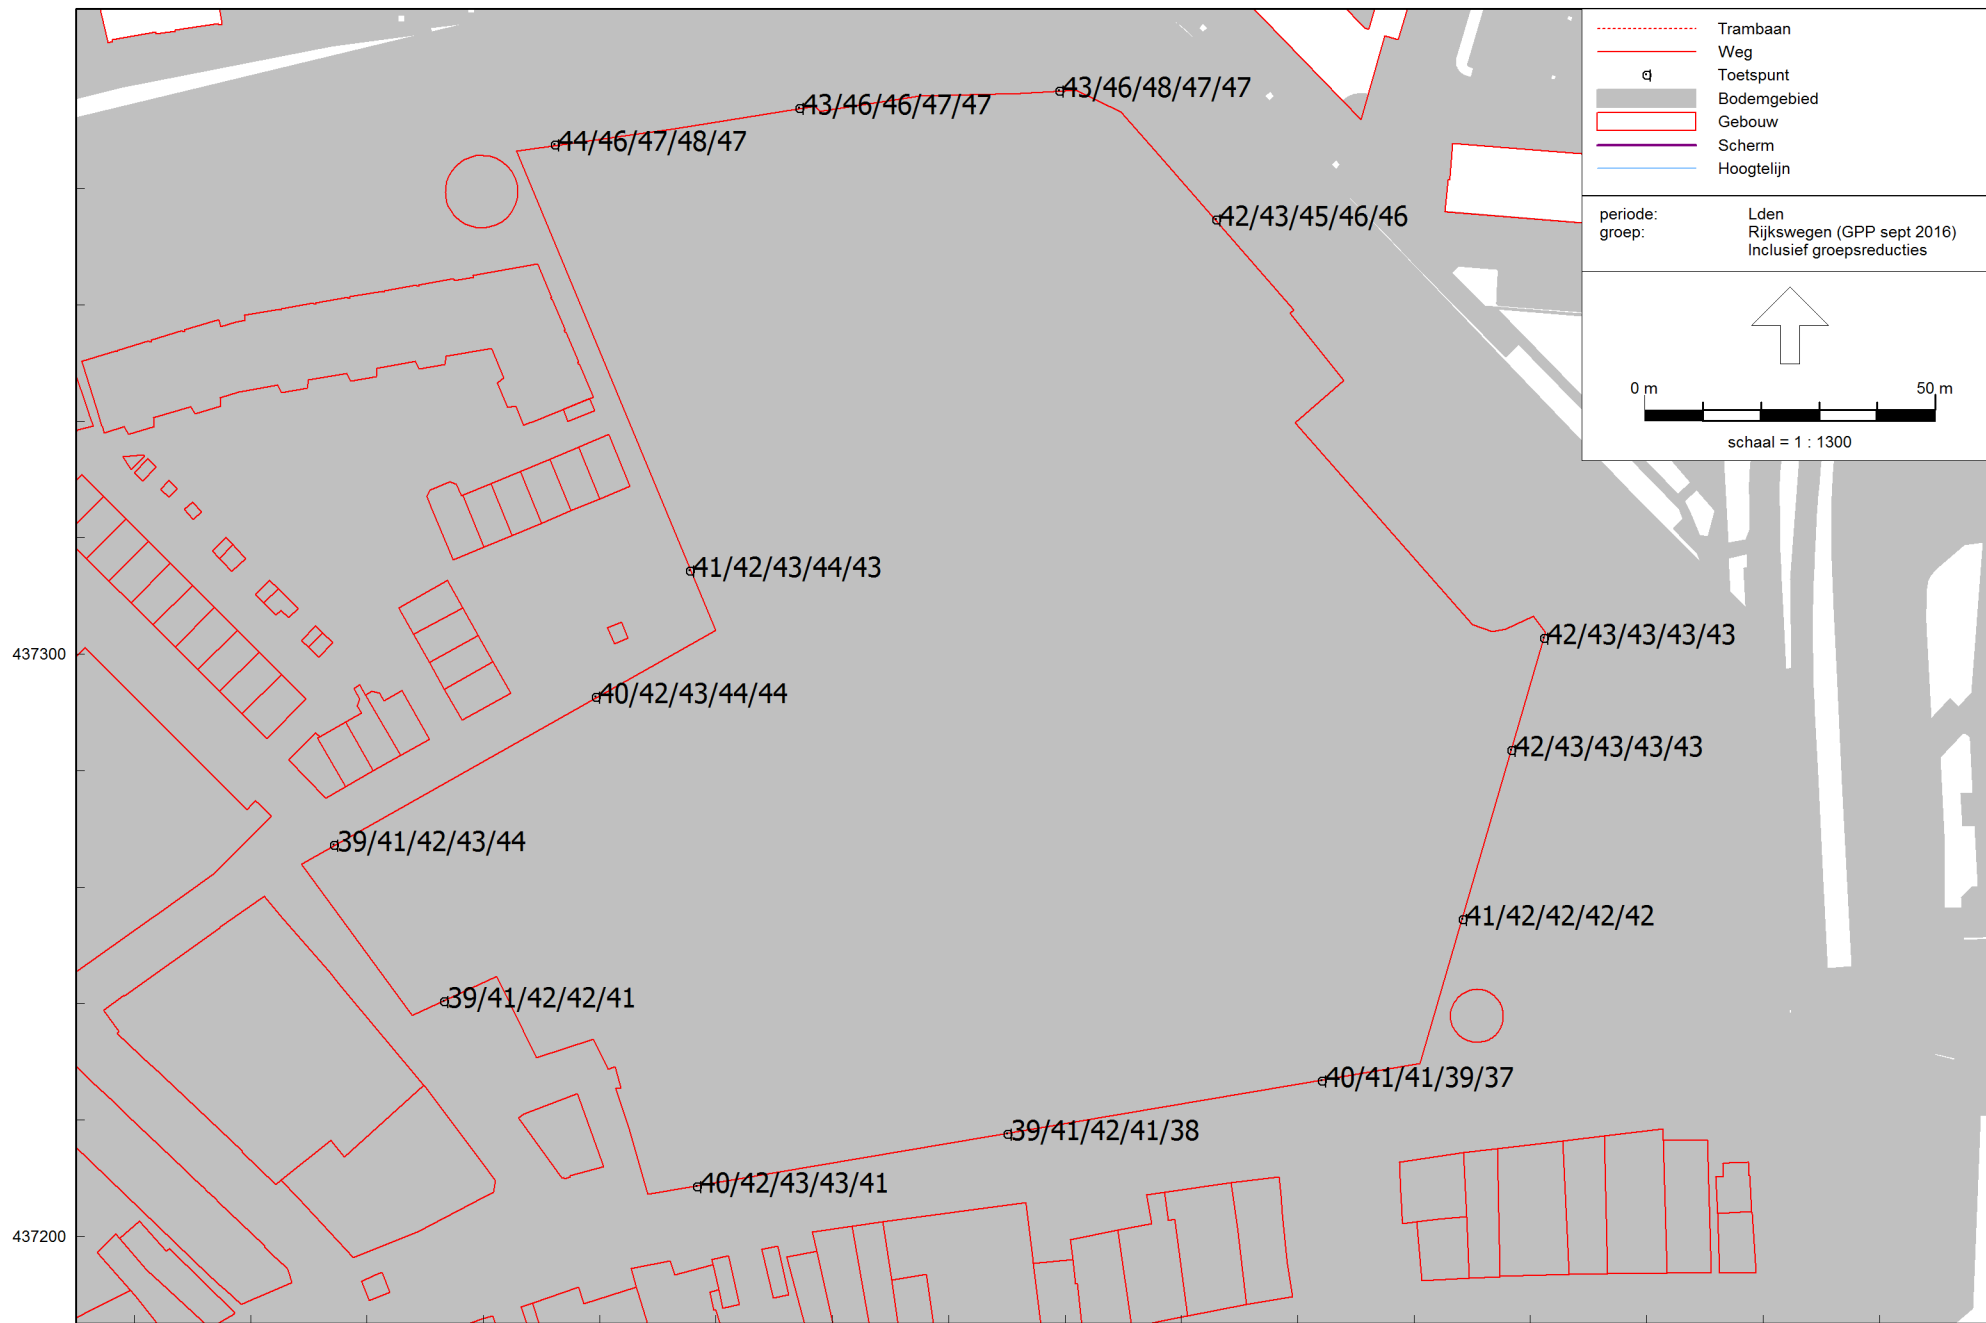 Trambaan
Weg
Toetspunt
Bodemgebied
Gebouw
Scherm
Hoogtelijn
periode: Lden
groep: Rijkswegen (GPP sept 2016)
Inclusief groepsreducties
0 m 50 m
schaal = 1 : 1300
43/46/48/47/47
43/46/46/47/47
44/46/47/48/47
42/43/45/46/46
41/42/43/44/43
42/43/43/43/43
437300
40/42/43/44/44
42/43/43/43/43
39/41/42/43/44
41/42/42/42/42
39/41/42/42/41
40/41/41/39/37
39/41/42/41/38
40/42/43/43/41
437200